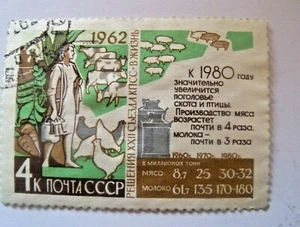 1962
РЕШЕНИЯ XXII СЪЕЗДА КПСС-В ЖИЗНЬ
К 1980 ГОДУ
ЗНАЧИТЕЛЬНО
УВЕЛИЧИТСЯ
ПОГОЛОВЬЕ
СКОТА И ПТИЦЫ.
ПРОИЗВОДСТВО МЯСА
ВОЗРАСТЕТ
ПОЧТИ В 4 РАЗА,
МОЛОКА –
ПОЧТИ В 3 РАЗА
1960г. 1970г. 1980г.
В МИЛЛИОНАХ ТОНН
МЯСО 8,7 25 30-32
МОЛОКО 61,7 135 170-180
4К ПОЧТА СССР